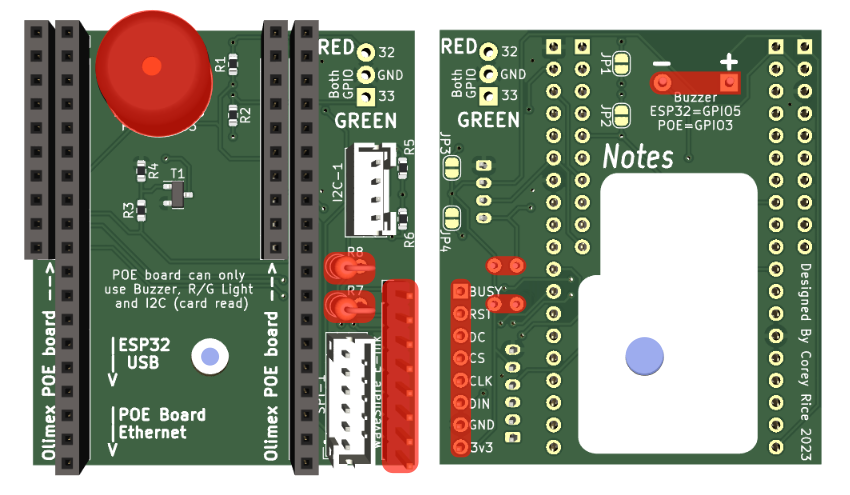 RED 32
Both GPIO
GND
33
GREEN
R1
R2
R4
T1
R3
R5
I2C-1
R6
R8
R7
POE board can only
use Buzzer, R/G Light
and I2C (card read)
Olimex POE board -->
Olimex POE board -->
ESP32
USB
POE Board
Ethernet
SPI-1
RED 32
Both GPIO
GND
33
GREEN
JP1
JP2
JP3
JP4
- +
Buzzer
ESP32=GPIO5
POE=GPIO3
Notes
BUSY
RST
DC
CS
CLK
DIN
GND
3v3
Designed By Corey Rice 2023